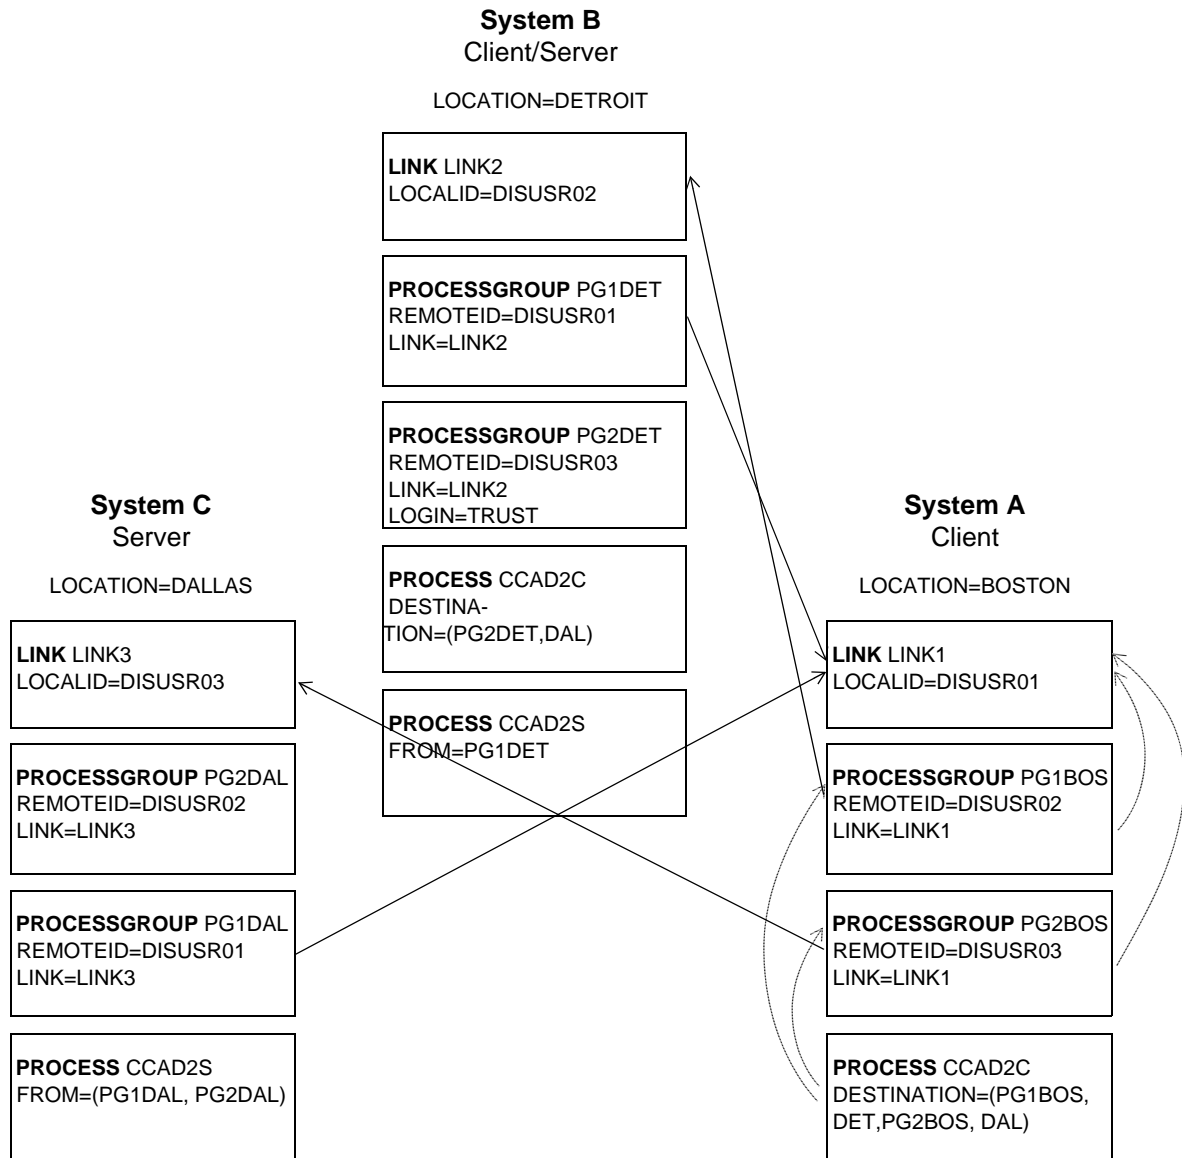 System B
Client/Server
LOCATION=DETROIT
LINK LINK2
LOCALID=DISUSR02
PROCESSGROUP PG1DET
REMOTEID=DISUSR01
LINK=LINK2
PROCESSGROUP PG2DET
REMOTEID=DISUSR03
LINK=LINK2
LOGIN=TRUST
PROCESS CCAD2C
DESTINA-
TION=(PG2DET,DAL)
PROCESS CCAD2S
FROM=PG1DET
System C
Server
LOCATION=DALLAS
LINK LINK3
LOCALID=DISUSR03
PROCESSGROUP PG2DAL
REMOTEID=DISUSR02
LINK=LINK3
PROCESSGROUP PG1DAL
REMOTEID=DISUSR01
LINK=LINK3
PROCESS CCAD2S
FROM=(PG1DAL, PG2DAL)
System A
Client
LOCATION=BOSTON
LINK LINK1
LOCALID=DISUSR01
PROCESSGROUP PG1BOS
REMOTEID=DISUSR02
LINK=LINK1
PROCESSGROUP PG2BOS
REMOTEID=DISUSR03
LINK=LINK1
PROCESS CCAD2C
DESTINATION=(PG1BOS,
DET,PG2BOS, DAL)